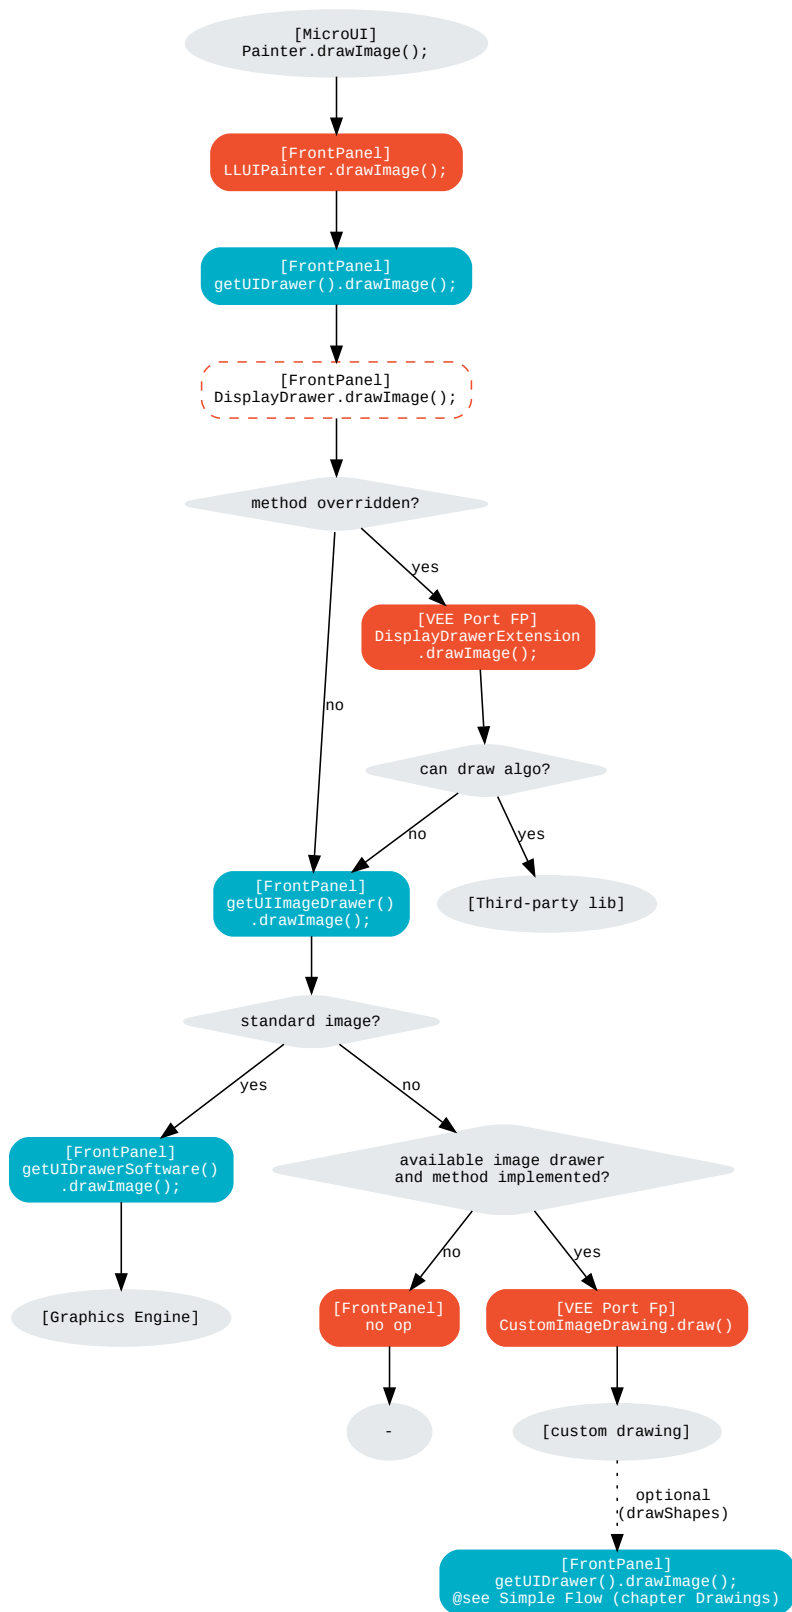 [MicroUI]
Painter.drawImage();
[FrontPanel]
LLUIPainter.drawImage();
[FrontPanel]
getUIDrawer().drawImage();
[FrontPanel]
DisplayDrawer.drawImage();
method overridden?
yes
[VEE Port FP]
DisplayDrawerExtension
.drawImage();
no
can draw algo?
no
yes
[FrontPanel]
getUIImageDrawer()
.drawImage();
[Third-party lib]
standard image?
yes
no
[FrontPanel]
getUIDrawerSoftware()
.drawImage();
available image drawer
and method implemented?
no
yes
[Graphics Engine]
[FrontPanel]
no op
[VEE Port Fp]
CustomImageDrawing.draw()
-
[custom drawing]
optional
(drawShapes)
[FrontPanel]
getUIDrawer().drawImage();
@see Simple Flow (chapter Drawings)